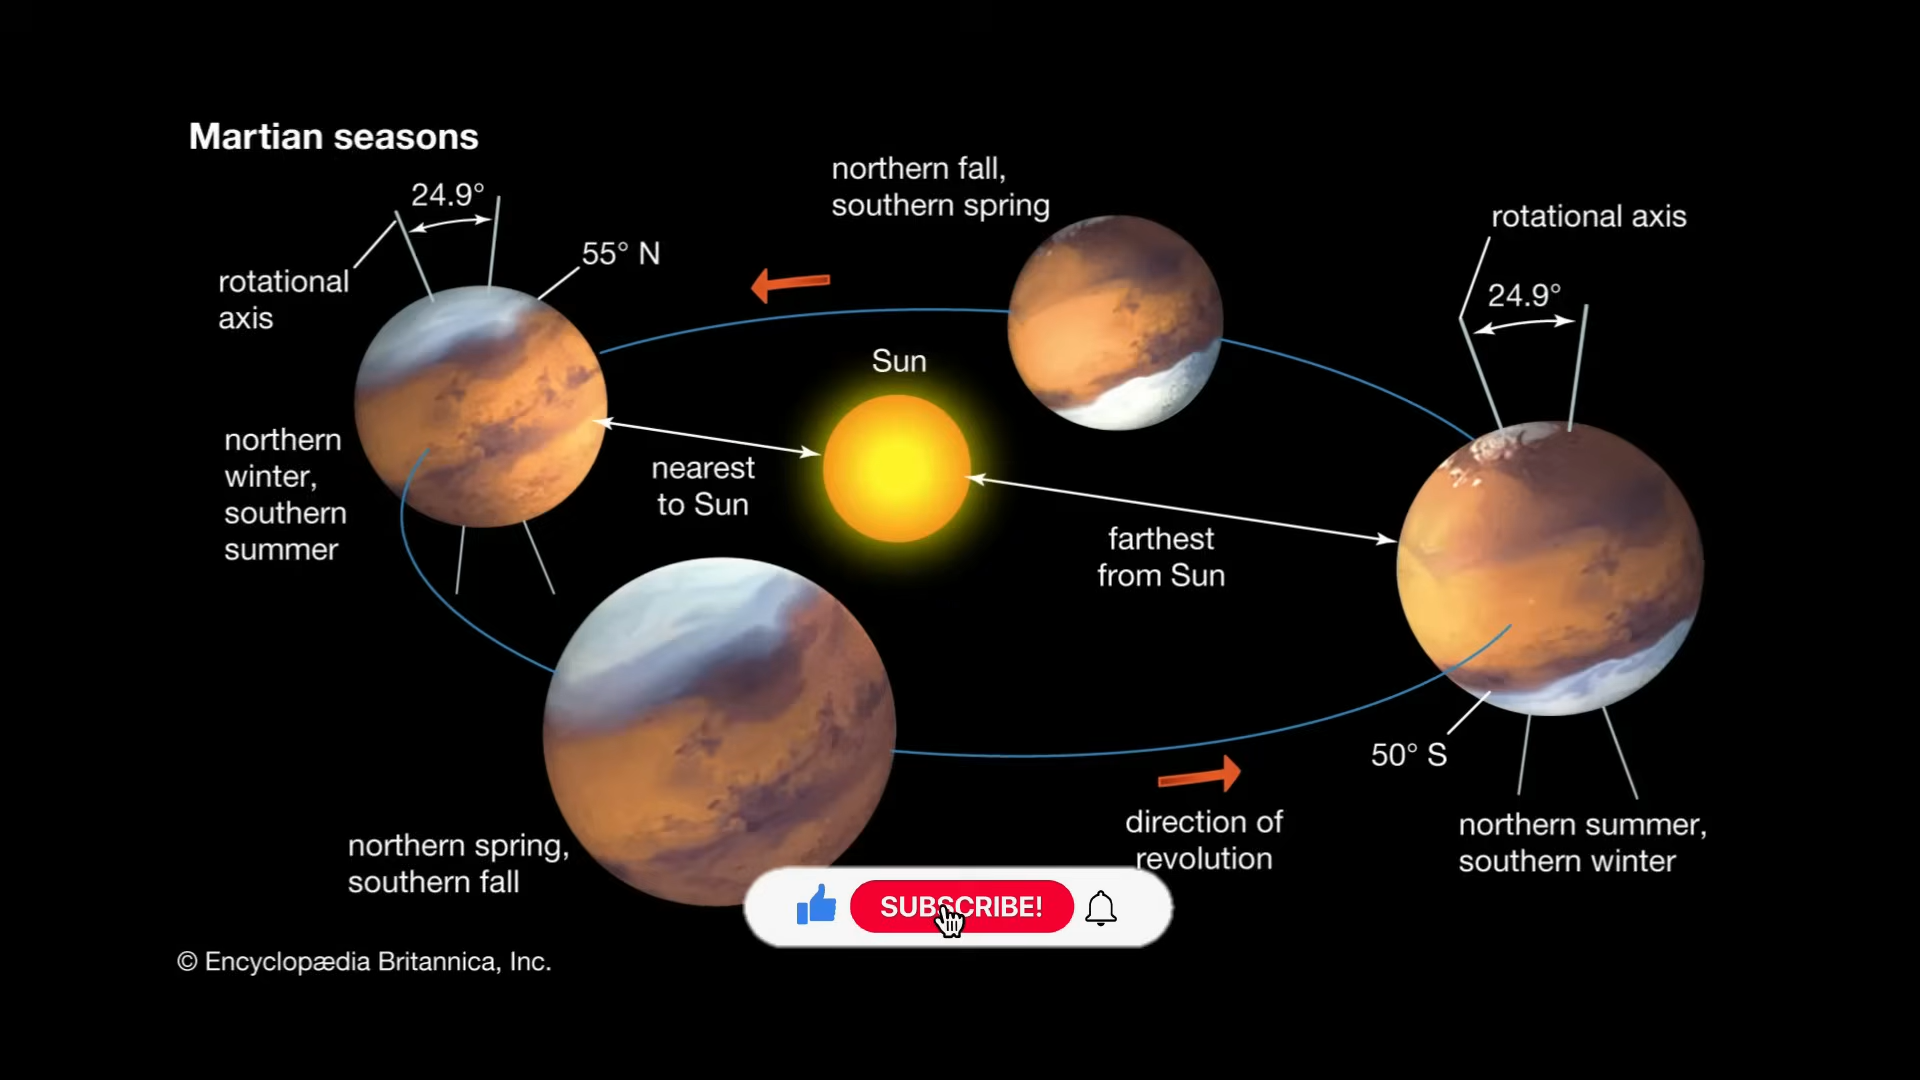 Martian seasons
24.9°
rotational
axis
55° N
northern
winter,
southern
summer
northern fall,
southern spring
Sun
nearest
to Sun
farthest
from Sun
rotational axis
24.9°
50° S
northern summer,
southern winter
direction of
revolution
northern spring,
southern fall
SUBSCRIBE!
© Encyclopædia Britannica, Inc.